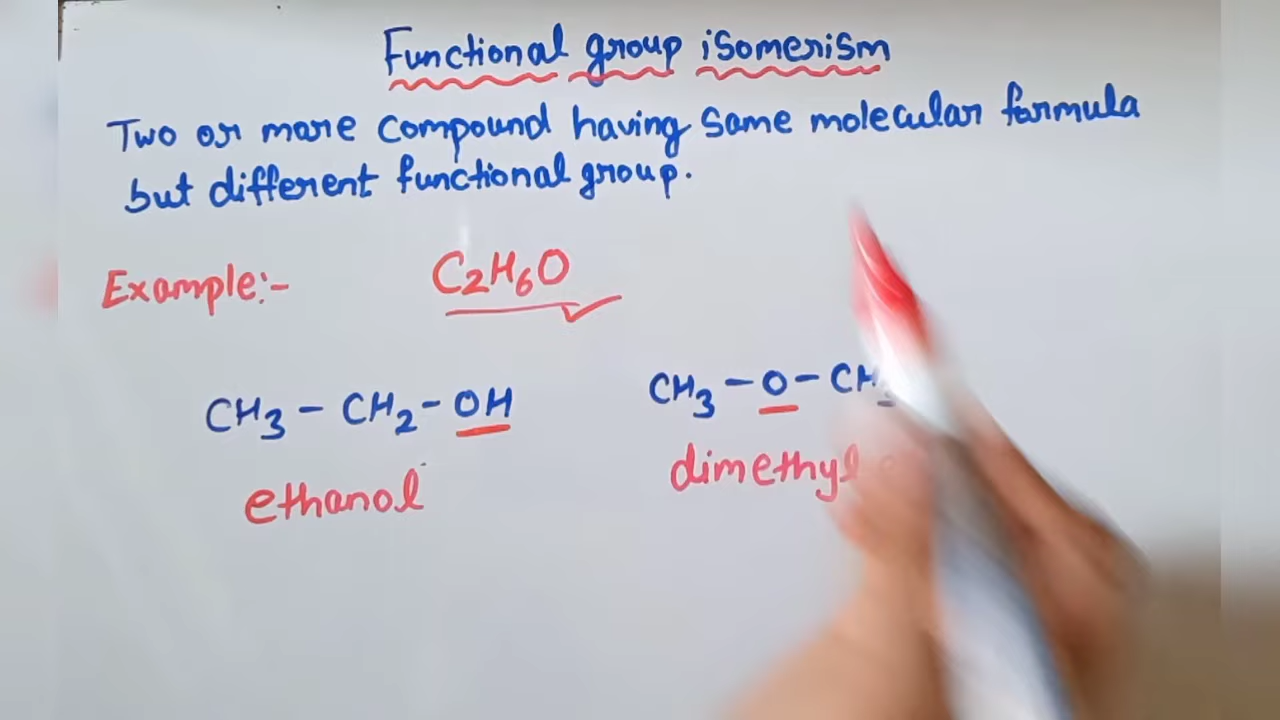 Functional group isomerism
Two or more compound having same molecular formula
but different functional group.
Example:- C2H6O
CH3 - CH2 - OH CH3 - O - CH3
ethanol dimethyl